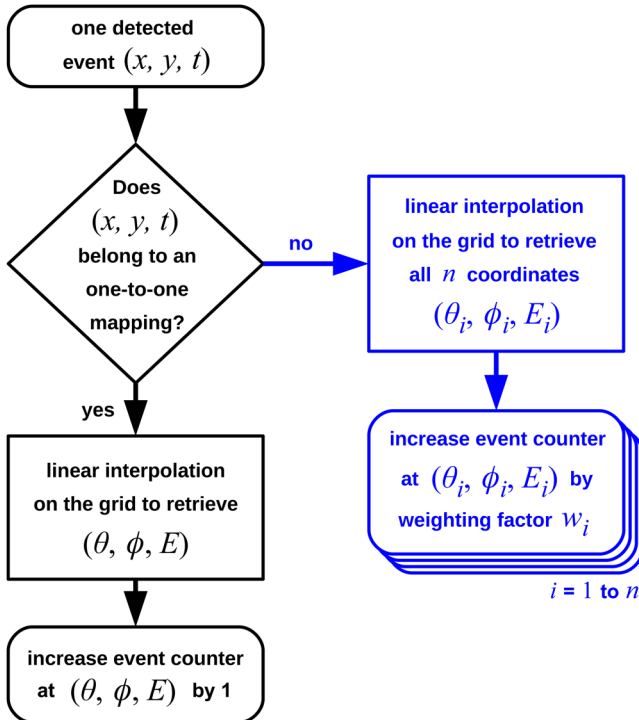 one detected
event (x, y, t)
Does
(x, y, t)
belong to an
one-to-one
mapping?
no
yes
linear interpolation
on the grid to retrieve
(θ, ϕ, E)
increase event counter
at (θ, ϕ, E) by 1
linear interpolation
on the grid to retrieve
all n coordinates
(θᵢ, ϕᵢ, Eᵢ)
increase event counter
at (θᵢ, ϕᵢ, Eᵢ) by
weighting factor wᵢ
i = 1 to n